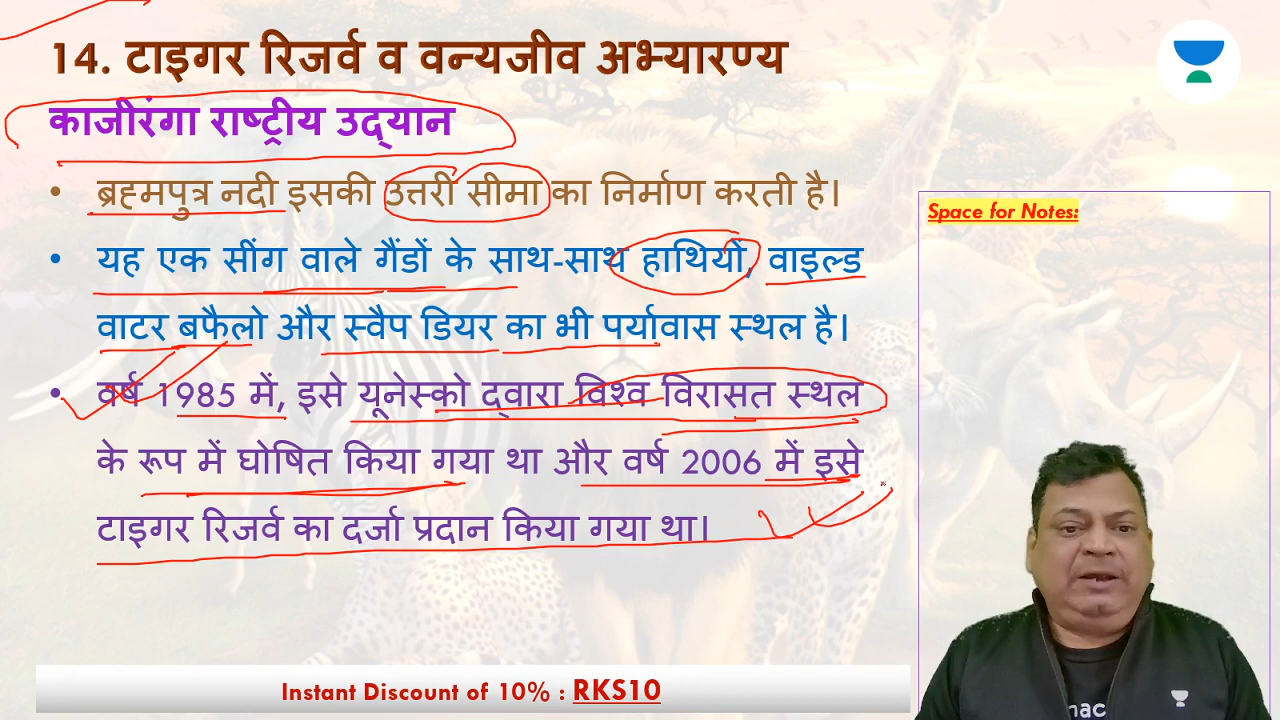 14. टाइगर रिजर्व व वन्यजीव अभ्यारण्य
काजीरंगा राष्ट्रीय उद्यान
• ब्रह्मपुत्र नदी इसकी उत्तरी सीमा का निर्माण करती है।
• यह एक सींग वाले गैंडों के साथ-साथ हाथियों, वाइल्ड
वाटर बफैलो और स्वैप डियर का भी पर्यावास स्थल है।
• वर्ष 1985 में, इसे यूनेस्को द्वारा विश्व विरासत स्थल
के रूप में घोषित किया गया था और वर्ष 2006 में इसे
टाइगर रिजर्व का दर्जा प्रदान किया गया था।
Space for Notes:
Instant Discount of 10% : RKS10